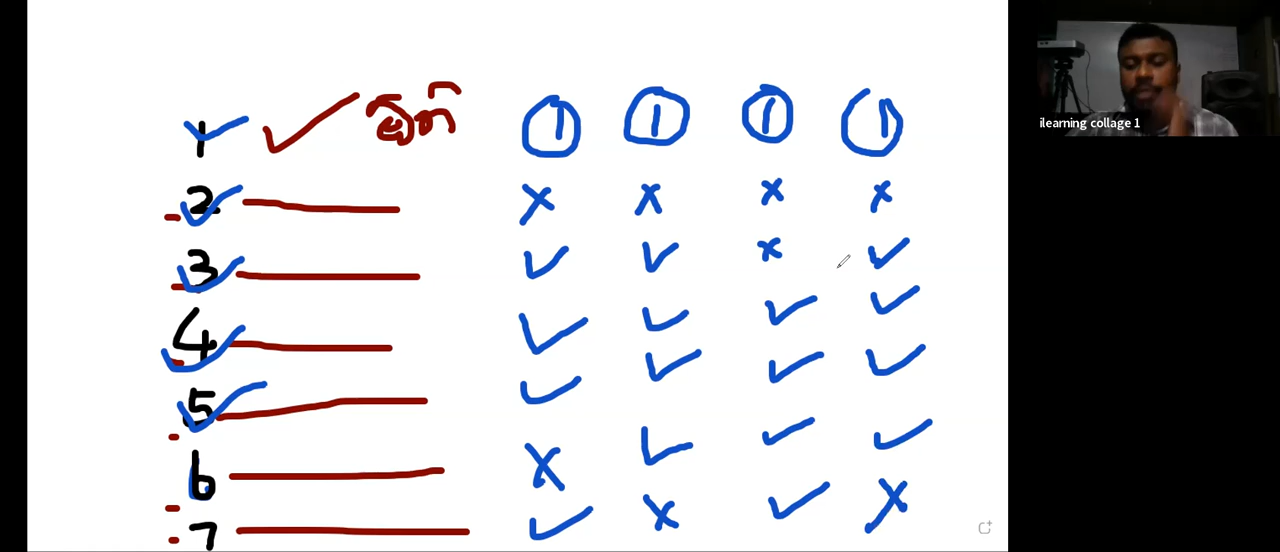 1 ✓ ① ① ① ①
2 ✓ x x x x
3 ✓ ✓ ✓ x ✓
4 ✓ ✓ ✓ ✓ ✓
5 ✓ ✓ ✓ ✓ ✓
6 x ✓ ✓ ✓
7 ✓ x ✓ x
ilearning collage 1